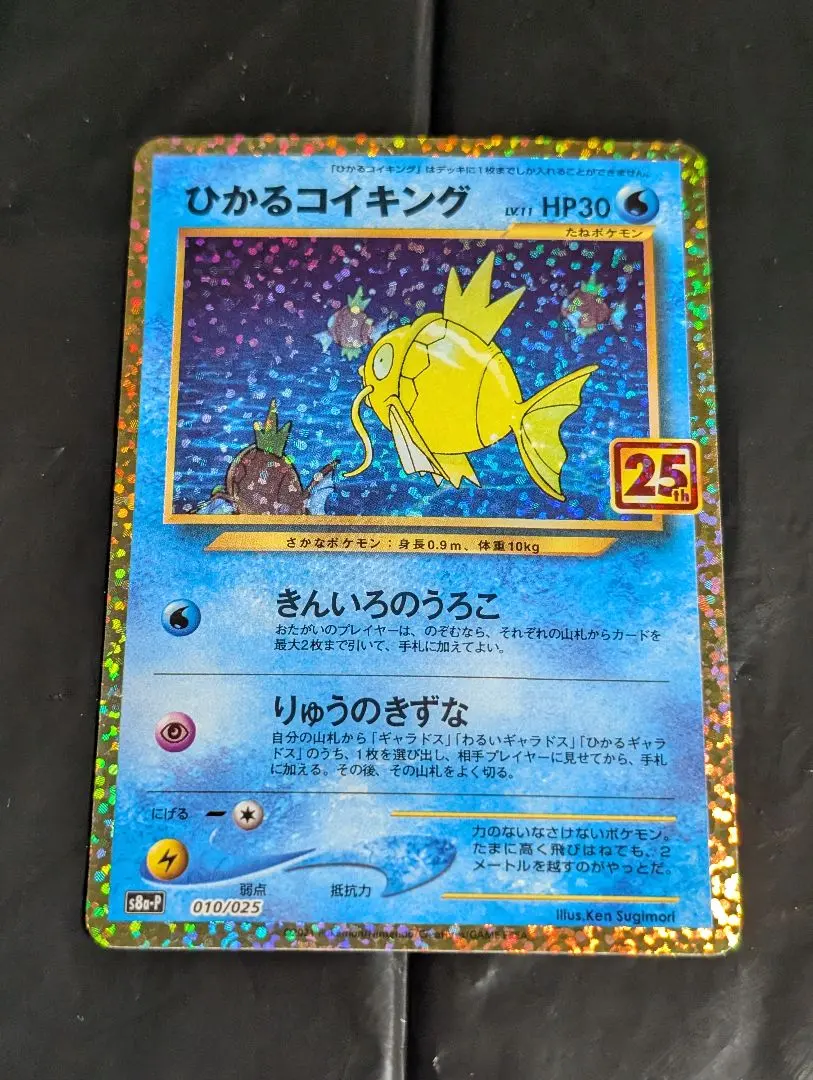 「ひかるコイキング」はデッキに1枚までしか入れることができません。
ひかるコイキング LV.11 HP30
たねポケモン
25th
さかなポケモン：身長0.9m、体重10kg
きんいろのうろこ
おたがいのプレイヤーは、のぞむなら、それぞれの山札からカードを
最大2枚まで引いて、手札に加えてよい。
りゅうのきずな
自分の山札から「ギャラドス」「わるいギャラドス」「ひかるギャラ
ドス」のうち、1枚を選び出し、相手プレイヤーに見せてから、手札
に加える。その後、その山札をよく切る。
にげる
力のないなさけないポケモン。
たまに高く飛びはねても、2
メートルを越すのがやっとだ。
弱点 抵抗力
s8a-P 010/025
Illus.Ken Sugimori